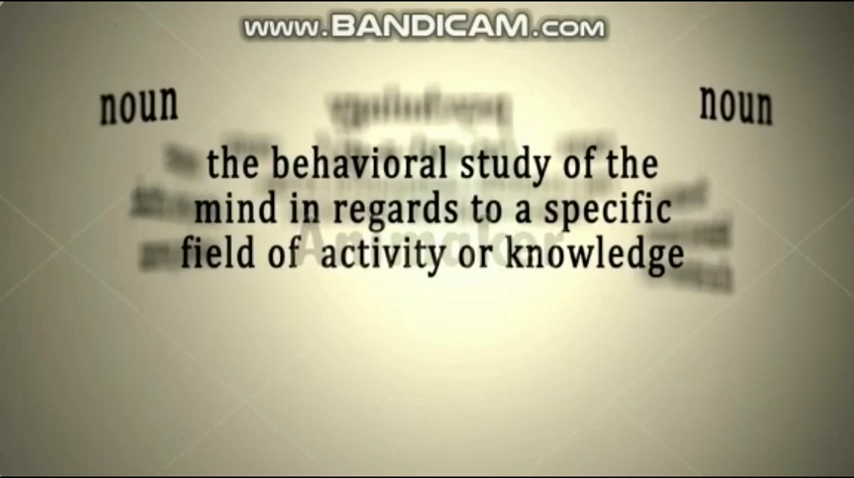 www.BANDICAM.com
noun
noun
the behavioral study of the
mind in regards to a specific
field of activity or knowledge
Animaker